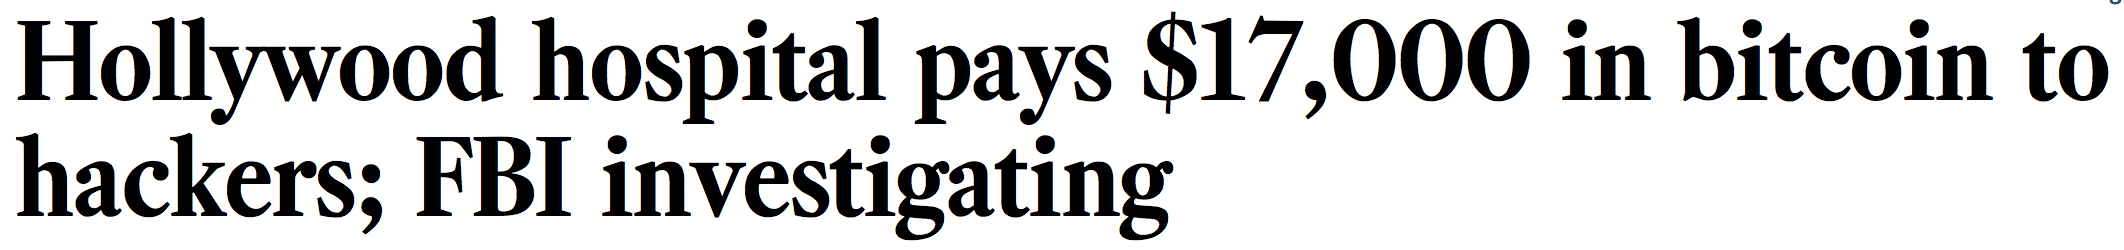 Hollywood hospital pays $17,000 in bitcoin to
hackers; FBI investigating